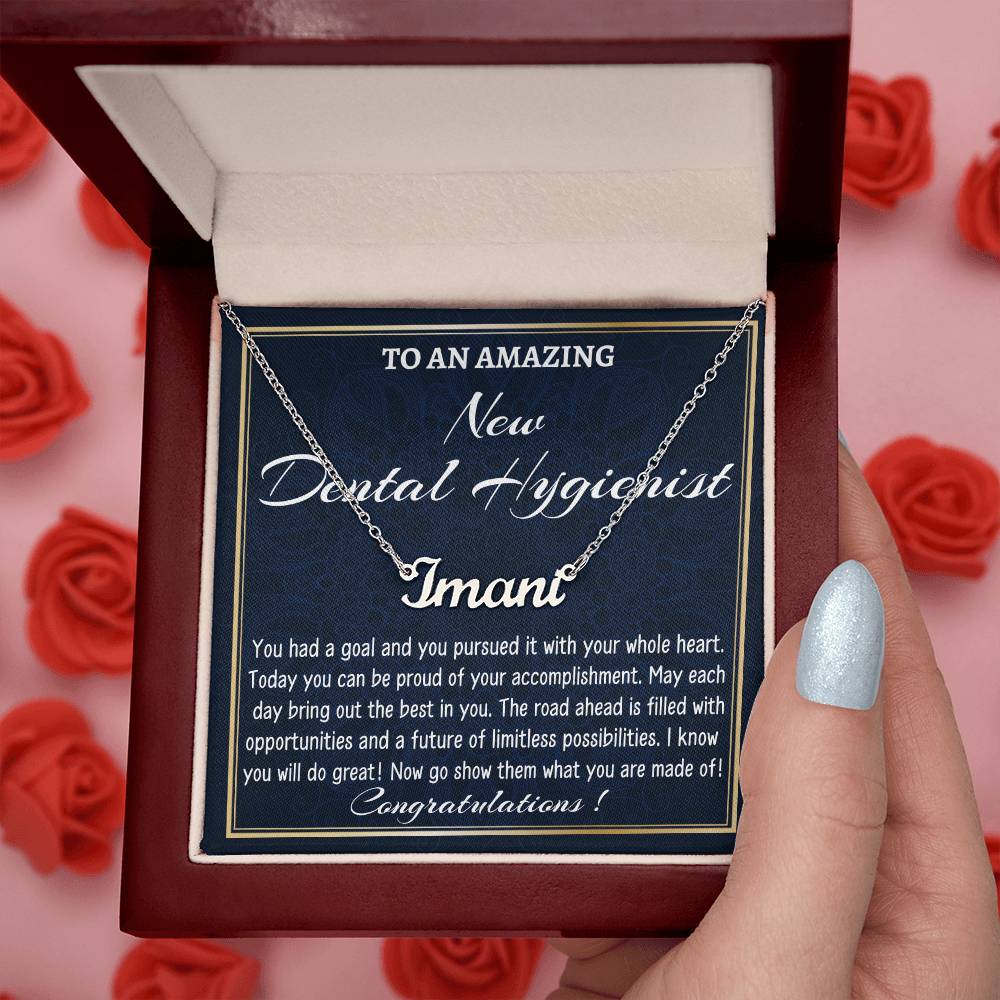 TO AN AMAZING
New
Dental Hygienist
Imani
You had a goal and you pursued it with your whole heart.
Today you can be proud of your accomplishment. May each
day bring out the best in you. The road ahead is filled with
opportunities and a future of limitless possibilities. I know
you will do great! Now go show them what you are made of!
Congratulations !